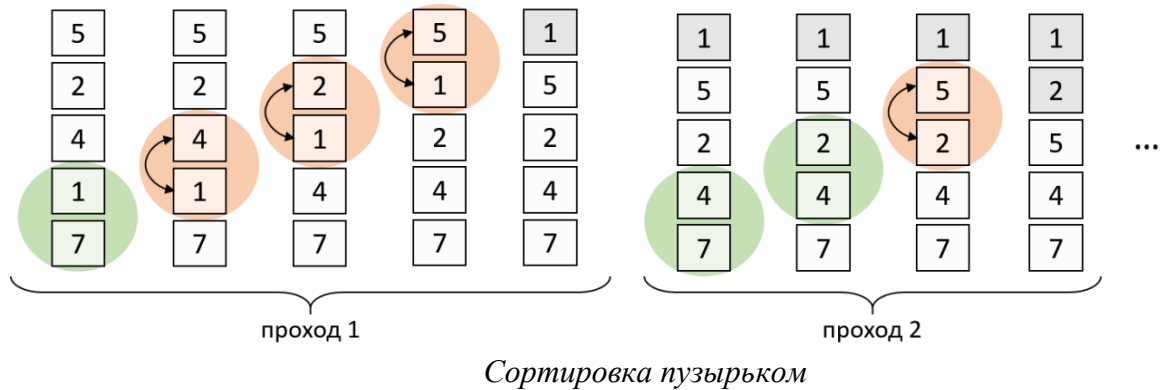 5 5 5 5 1 1 1 1 1
2 2 2 1 5 5 5 5 2
4 4 1 2 2 2 2 2 5 ...
1 1 4 4 4 4 4 4 4
7 7 7 7 7 7 7 7 7
проход 1 проход 2
Сортировка пузырьком